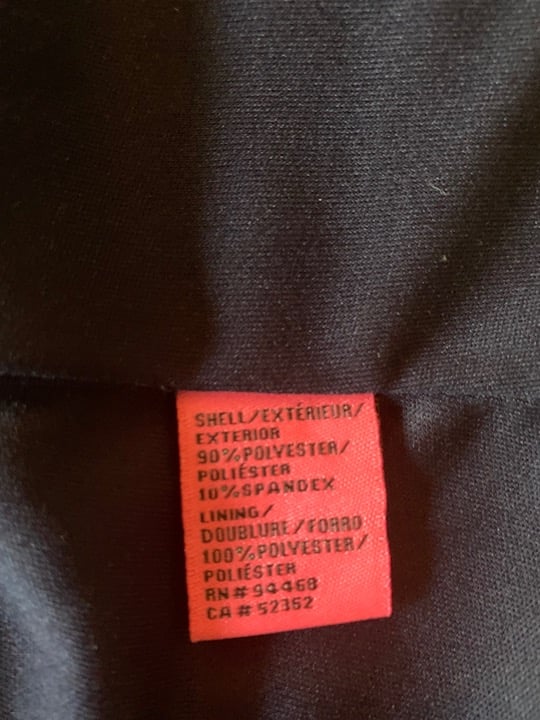 SHELL/EXTÉRIEUR/
EXTERIOR
90%POLYESTER/
POLIÉSTER
10%SPANDEX
LINING/
DOUBLURE/FORRO
100%POLYESTER/
POLIÉSTER
RN# 94468
CA # 52352